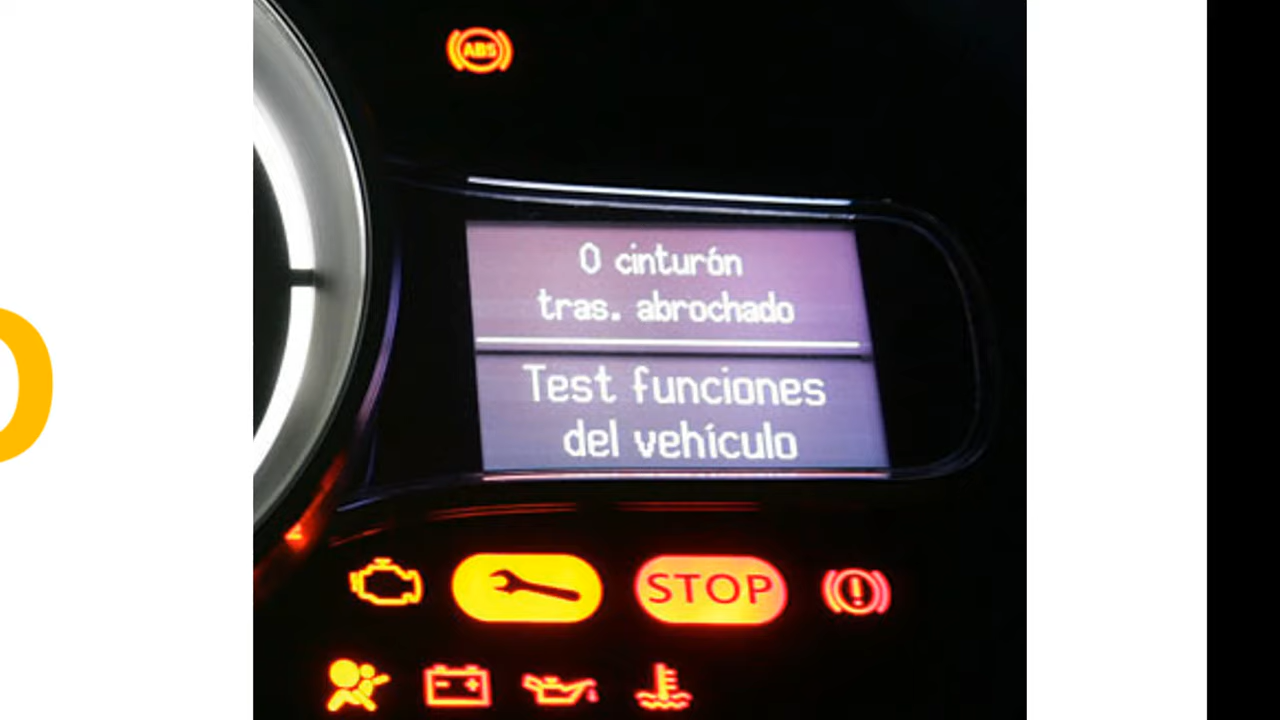 ABS
0 cinturón
tras. abrochado
Test funciones
del vehículo
STOP